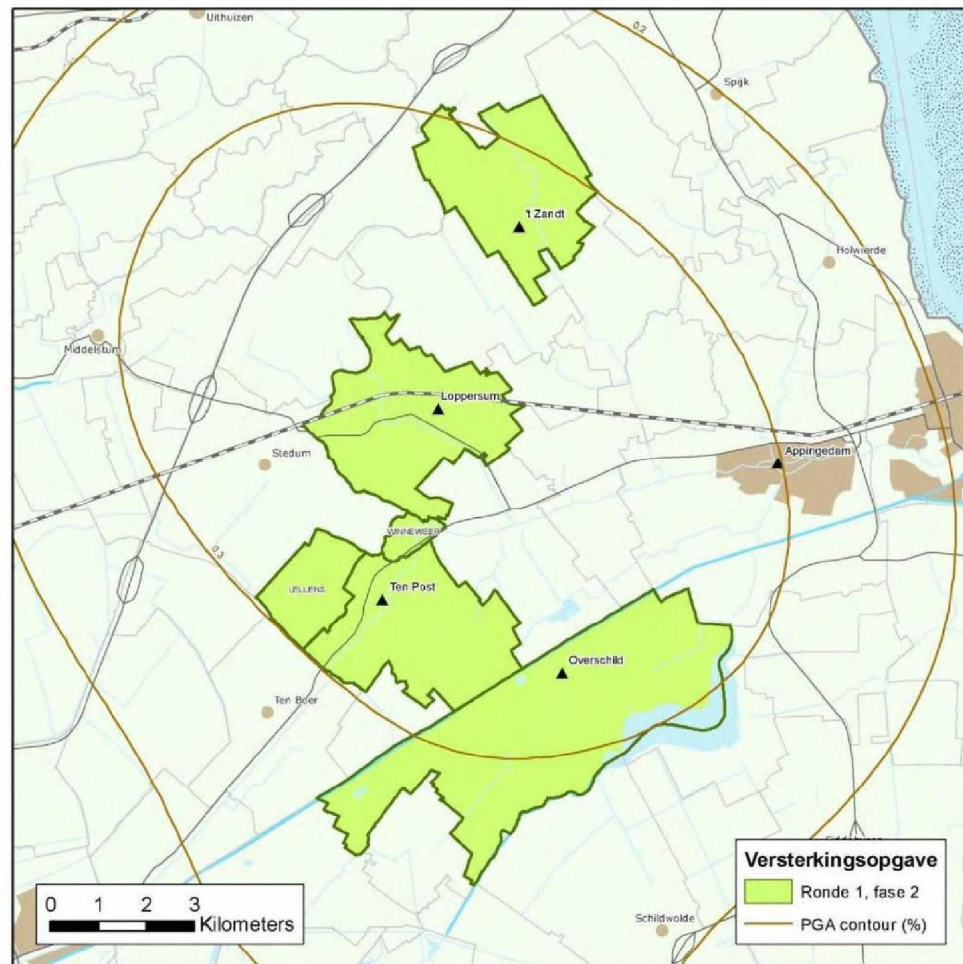 Uithuizen
0.2
Spijk
't Zandt
Holwierde
Middelstum
Loppersum
Stedum
Appingedam
WINNEWEER
0.3
LELLENS
Ten Post
Overschild
Ten Boer
Versterkingsopgave
Ronde 1, fase 2
PGA contour (%)
0 1 2 3
Kilometers
Schildwolde